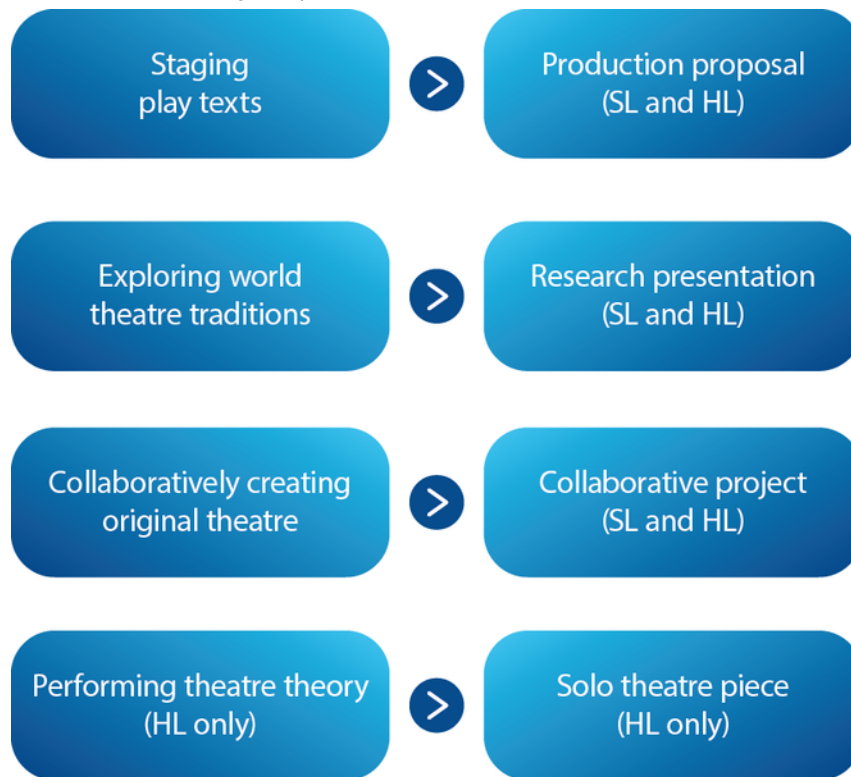 Staging
play texts
Production proposal
(SL and HL)
Exploring world
theatre traditions
Research presentation
(SL and HL)
Collaboratively creating
original theatre
Collaborative project
(SL and HL)
Performing theatre theory
(HL only)
Solo theatre piece
(HL only)